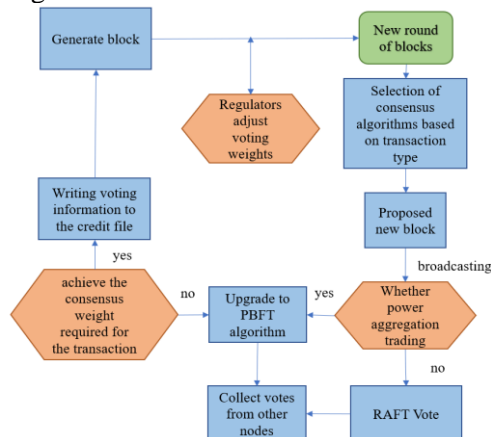 Generate block
New round
of blocks
Regulators
adjust
voting
weights
Selection of
consensus
algorithms based
on transaction
type
Writing voting
information to
the credit file
Proposed
new block
yes
broadcasting
achieve the
consensus
weight
required for
the transaction
no
Upgrade to
PBFT
algorithm
yes
Whether
power
aggregation
trading
no
Collect votes
from other
nodes
RAFT Vote